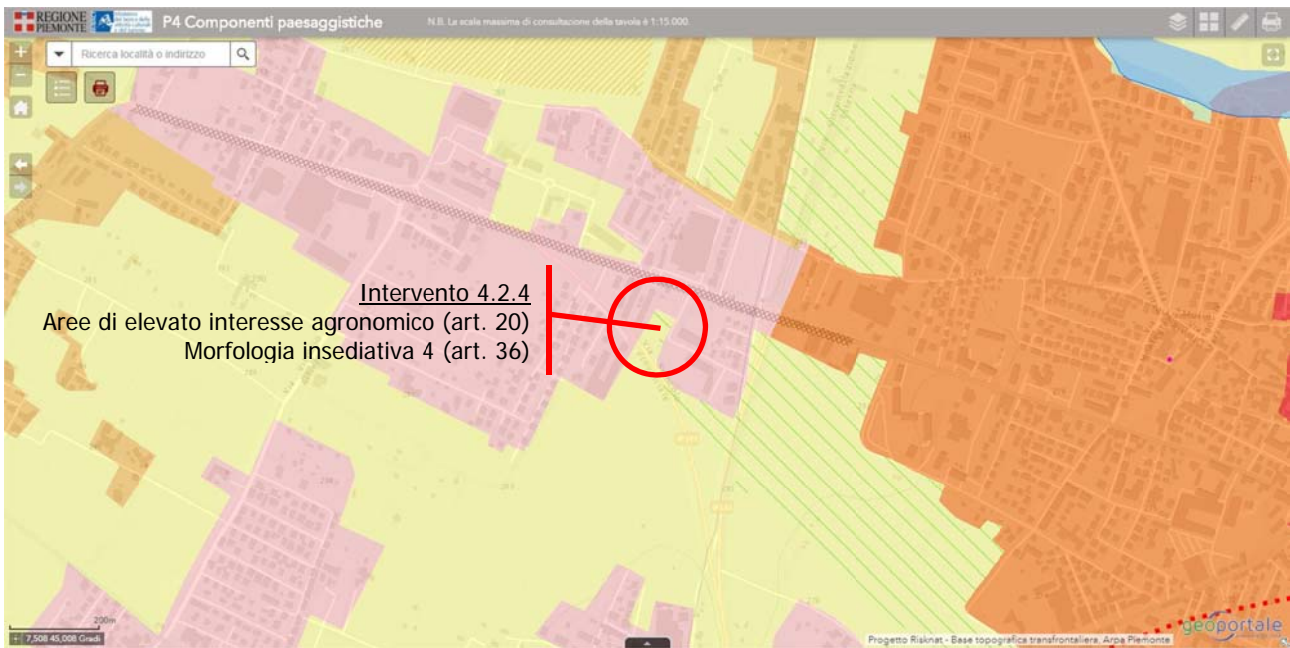 REGIONE
PIEMONTE
P4 Componenti paesaggistiche
N.B. La scala massima di consultazione della tavola è 1:15.000.
Ricerca località o indirizzo
Intervento 4.2.4
Aree di elevato interesse agronomico (art. 20)
Morfologia insediativa 4 (art. 36)
200m
7,508 45,008 Gradi
Progetto Risknat - Base topografica transfrontaliera, Arpa Piemonte
geoportale